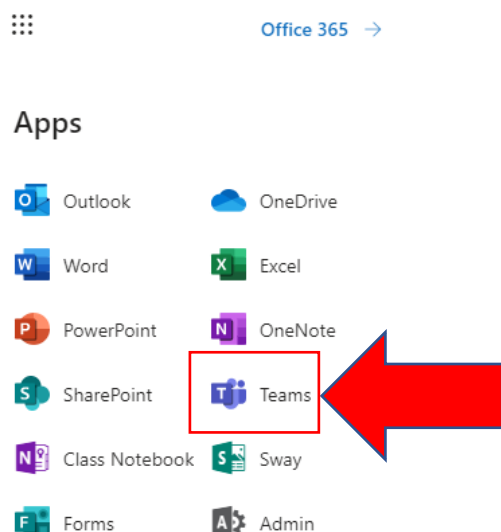 Office 365
Apps
Outlook OneDrive
Word Excel
PowerPoint OneNote
SharePoint Teams
Class Notebook Sway
Forms Admin